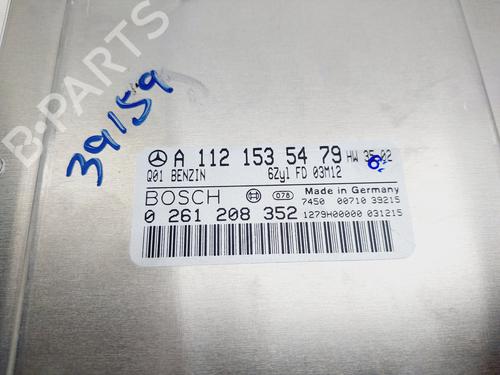 B-PARTS
39159
A 112 153 54 79 HW 35.02
Q01 BENZIN 6Zyl FD 03M12
BOSCH 078 Made in Germany
7450 00710 39215
0 261 208 352 1279H00000 031215